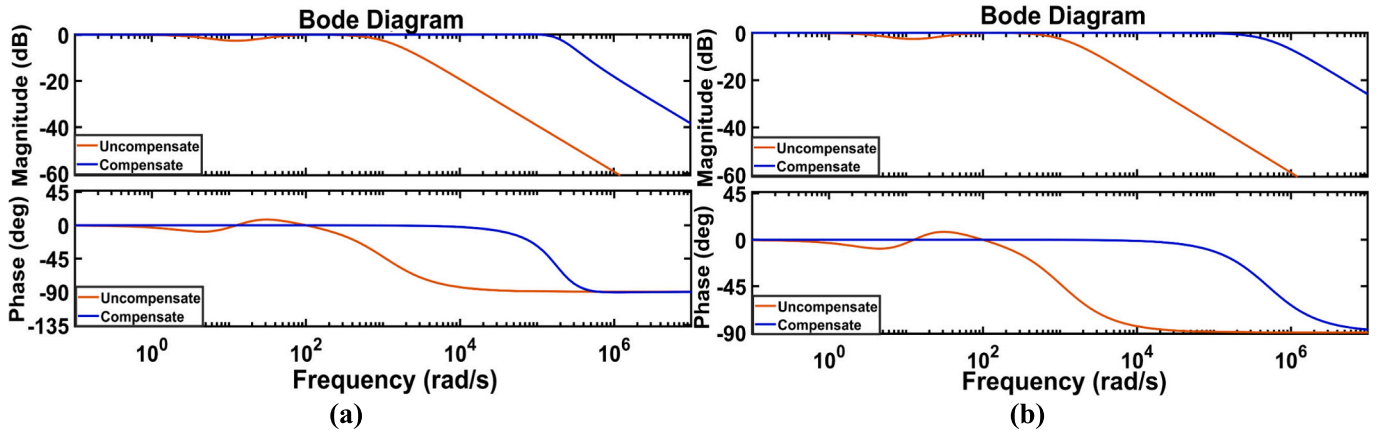 Bode Diagram
Magnitude (dB)
0
-20
-40
-60
Uncompensate
Compensate
Phase (deg)
45
0
-45
-90
-135
Uncompensate
Compensate
10^0
10^2
10^4
10^6
Frequency (rad/s)
(a)
Bode Diagram
Magnitude (dB)
0
-20
-40
-60
Uncompensate
Compensate
Phase (deg)
45
0
-45
-90
Uncompensate
Compensate
10^0
10^2
10^4
10^6
Frequency (rad/s)
(b)